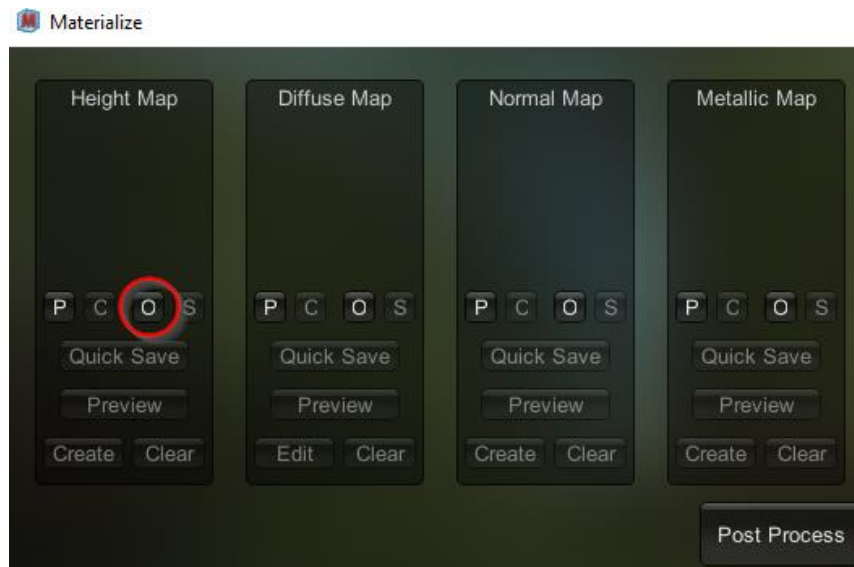 Materialize
Height Map Diffuse Map Normal Map Metallic Map
P C O S P C O S P C O S P C O S
Quick Save Quick Save Quick Save Quick Save
Preview Preview Preview Preview
Create Clear Edit Clear Create Clear Create Clear
Post Process